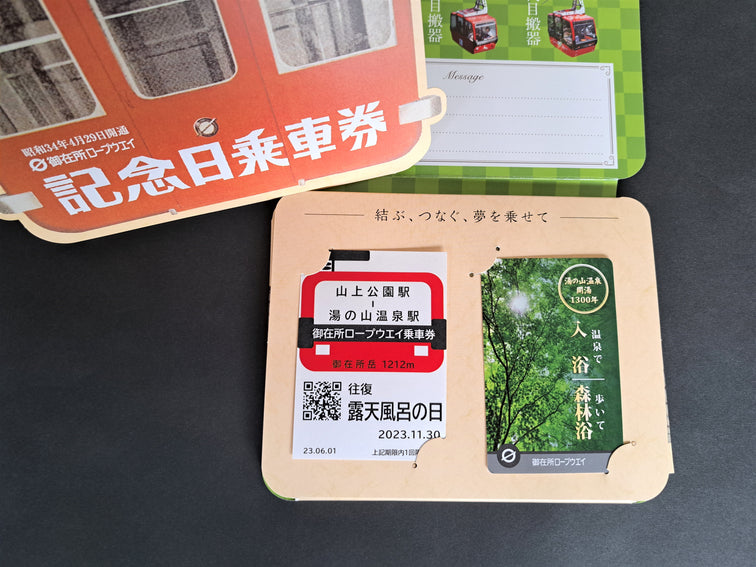 昭和34年4月29日開通
御在所ロープウエイ
記念日乗車券
目搬器
目搬器
Message
結ぶ、つなぐ、夢を乗せて
山上公園駅
-
湯の山温泉駅
御在所ロープウエイ乗車券
御在所岳 1212m
往復
露天風呂の日
2023.11.30
23.06.01
上記期限内1回
湯の山温泉
開湯
1300年
温泉で
入浴
歩いて
森林浴
御在所ロープウエイ